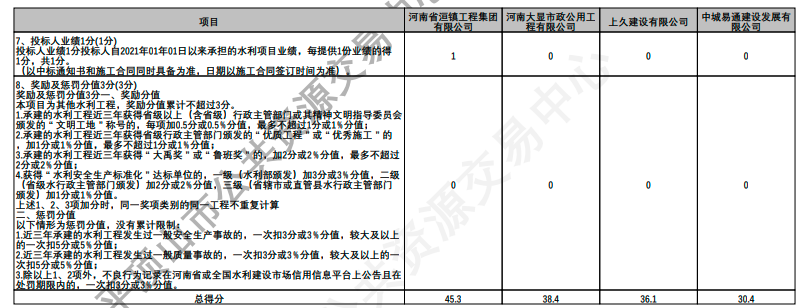 项目 河南省洹镇工程集团有限公司 河南大显市政公用工程有限公司 上久建设有限公司 中城易通建设发展有限公司
7、投标人业绩1分(1分)
投标人业绩1分投标人自2021年01年01日以来承担的水利项目业绩，每提供1份业绩的得
1分，共1分。
（以中标通知书和施工合同同时具备为准，日期以施工合同签订时间为准）。
1 0 0 0
8、奖励及惩罚分值3分(3分)
奖励及惩罚分值3分一、奖励分值
本项目为其他水利工程，奖励分值累计不超过3分。
1.承建的水利工程近三年获得省级以上（含省级）行政主管部门或其精神文明指导委员会
颁发的“文明工地”称号的，每项加0.5分或0.5％分值，最多不超过1分或1％分值；
2.承建的水利工程近三年获得省级行政主管部门颁发的“优质工程”或“优秀施工”的
，加1分或1％分值，最多不超过1分或1％分值；
3.承建的水利工程近三年获得“大禹奖”或“鲁班奖”的，加2分或2％分值，最多不超过
2分或2％分值；
4.获得“水利安全生产标准化”达标单位的，一级（水利部颁发）加3分或3％分值，二级
（省级水行政主管部门颁发）加2分或2％分值，三级（省辖市或直管县水行政主管部门
颁发）加1分或1％分值。
上述1、2、3项加分时，同一奖项类别的同一工程不重复计算
二、惩罚分值
以下情形为惩罚分值，没有累计限制：
1.近三年承建的水利工程发生过一般安全生产事故的，一次扣3分或3％分值，较大及以上
的一次扣5分或5％分值；
2.近三年承建的水利工程发生过一般质量事故的，一次扣3分或3％分值，较大及以上的一
次扣5分或5％分值；
3.除以上1、2项外，不良行为记录在河南省或全国水利建设市场信用信息平台上公告且在
处罚期限内的，一次扣3分或3％分值。
0 0 0 0
总得分 45.3 38.4 36.1 30.4
平顶山市公共资源交易中心
公共资源交易中心